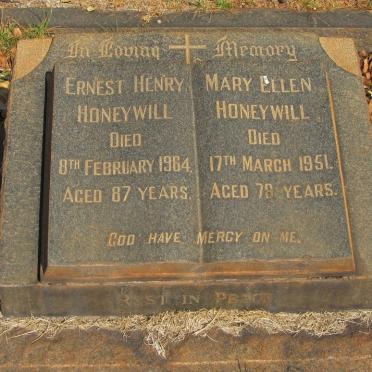 In Loving Memory
ERNEST HENRY
HONEYWILL
DIED
8TH FEBRUARY 1964.
AGED 87 YEARS.
MARY ELLEN
HONEYWILL
DIED
17TH MARCH 1951.
AGED 78 YEARS.
GOD HAVE MERCY ON ME.
REST IN PEACE